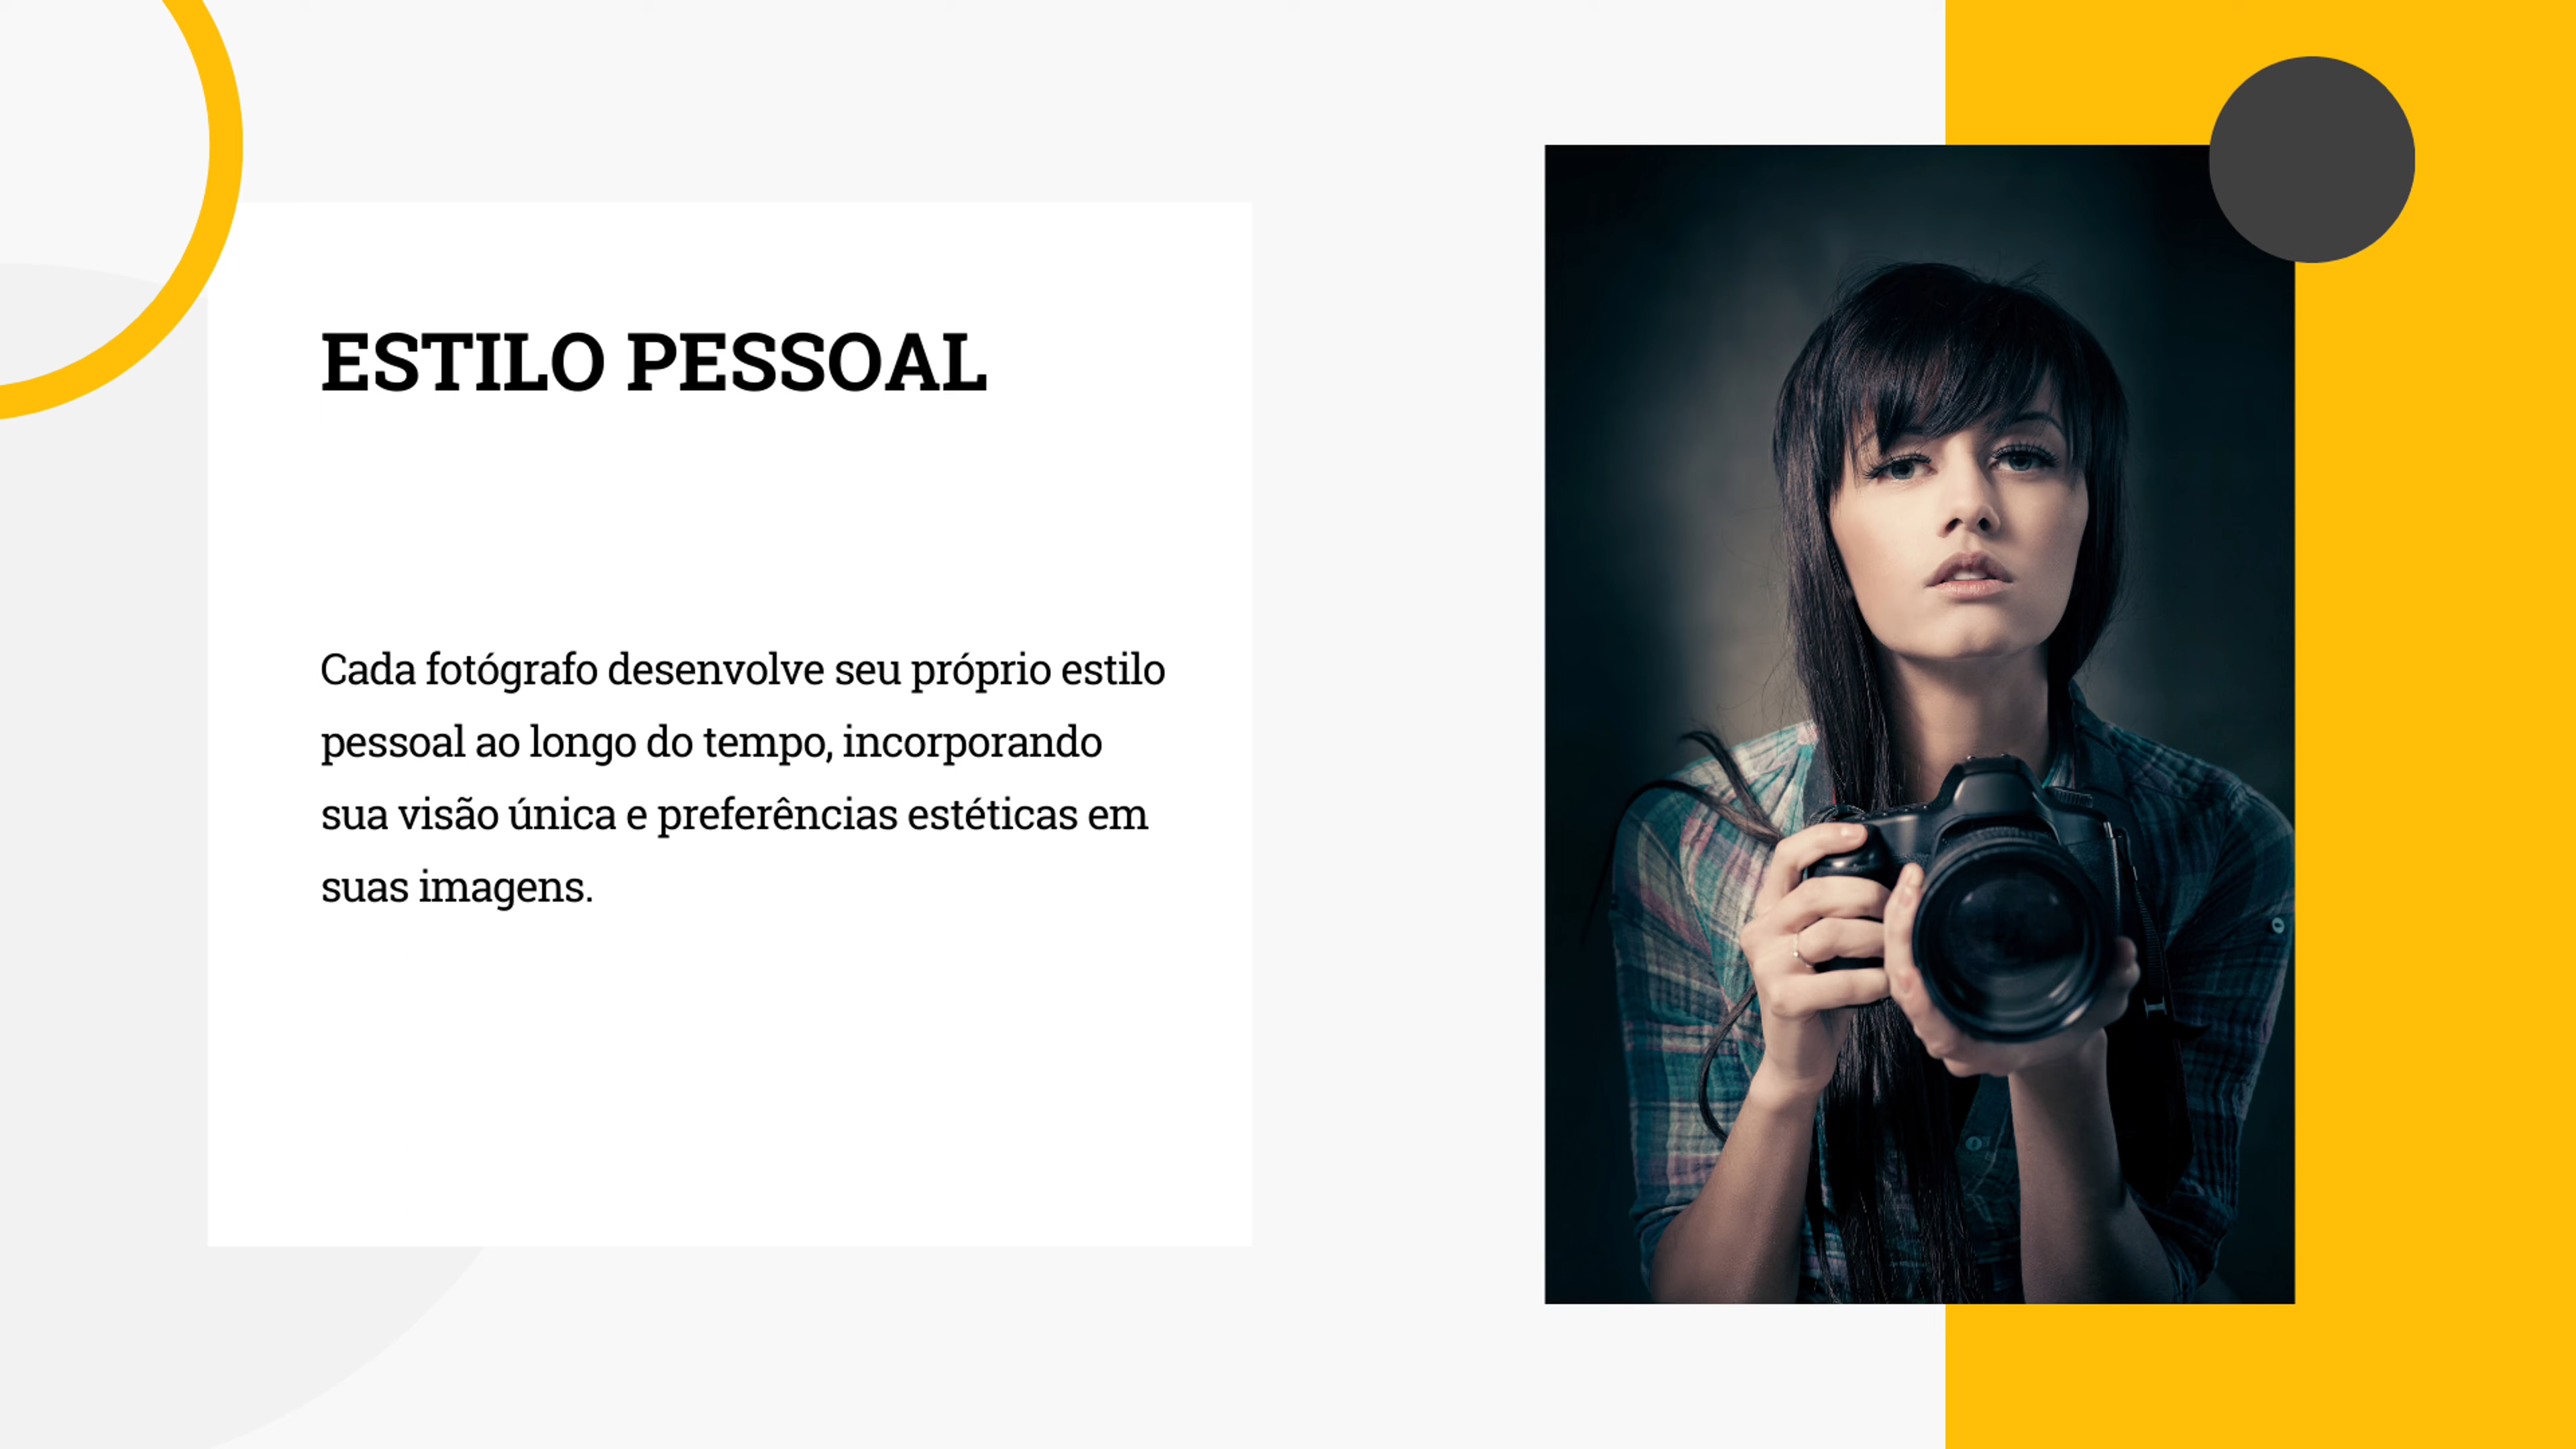 ESTILO PESSOAL
Cada fotógrafo desenvolve seu próprio estilo
pessoal ao longo do tempo, incorporando
sua visão única e preferências estéticas em
suas imagens.